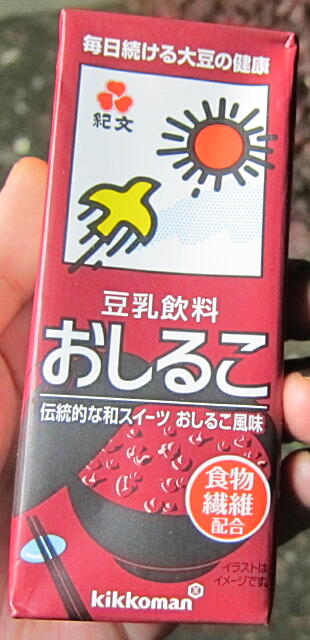 毎日続ける大豆の健康
紀文
豆乳飲料
おしるこ
伝統的な和スイーツ おしるこ風味
食物
繊維
配合
イラストは
イメージです。
kikkoman